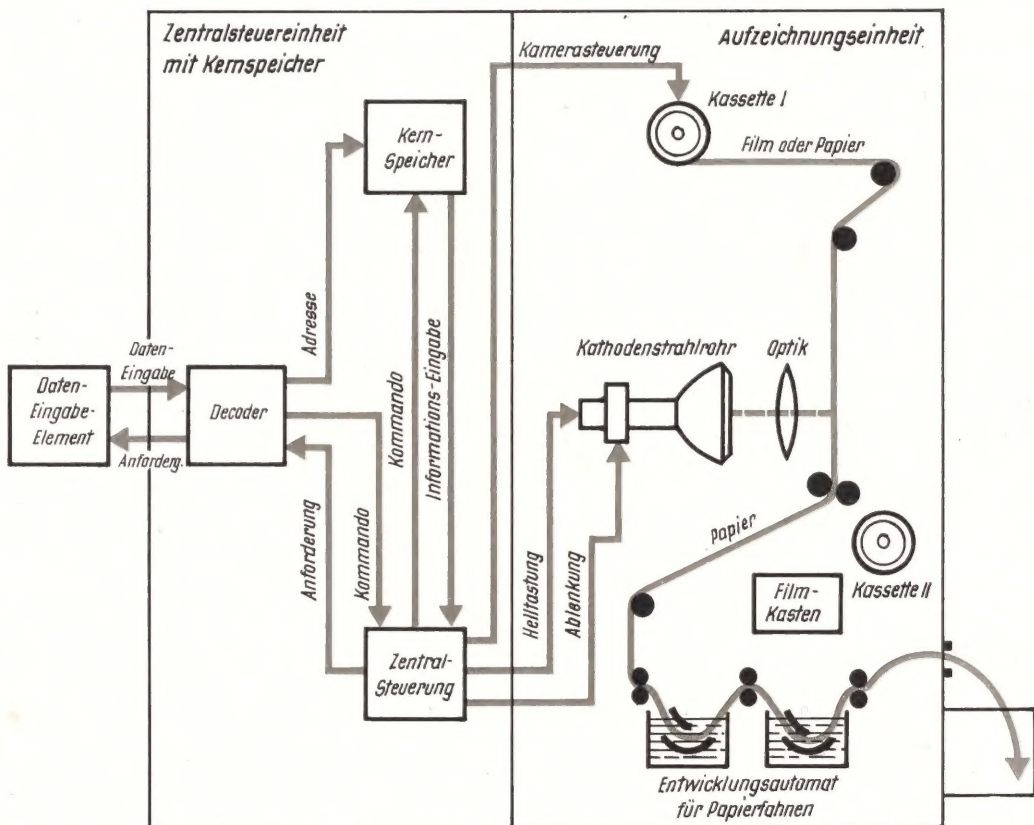 Zentralsteuereinheit
mit Kernspeicher
Aufzeichnungseinheit
Kamerasteuerung
Kassette I
Film oder Papier
Kern-
Speicher
Adresse
Kommando
Informations-Eingabe
Kathodenstrahlrohr
Optik
Daten-
Eingabe
Daten-
Eingabe-
Element
Decoder
Anforderg.
Anforderung
Kommando
Helltastung
Ablenkung
Papier
Kassette II
Film-
Kasten
Zentral-
Steuerung
Entwicklungsautomat
für Papierfahnen